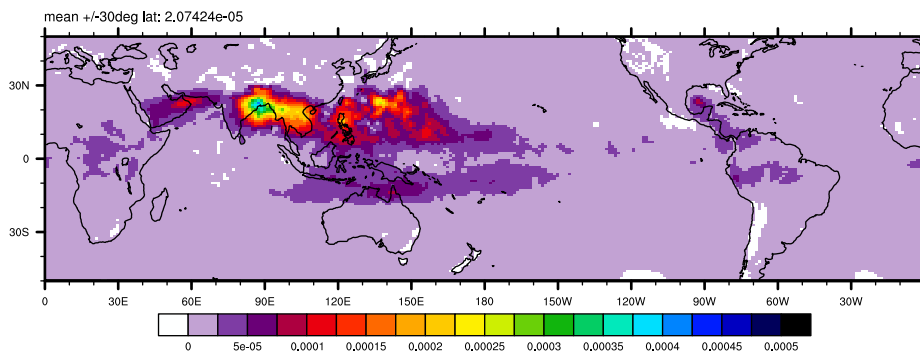 mean +/-30deg lat: 2.07424e-05
30N
0
30S
0 30E 60E 90E 120E 150E 180 150W 120W 90W 60W 30W
0 5e-05 0.0001 0.00015 0.0002 0.00025 0.0003 0.00035 0.0004 0.00045 0.0005